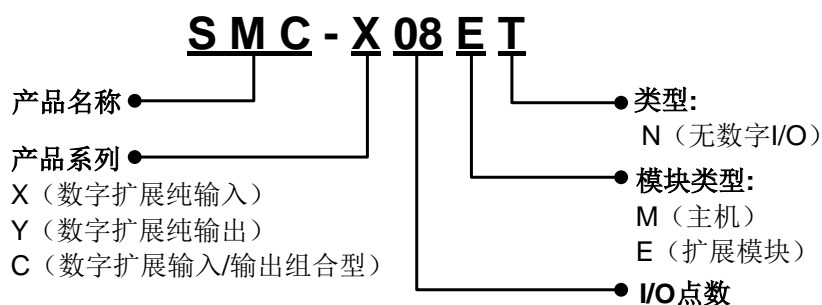 SMC-X08ET
产品名称
产品系列
X（数字扩展纯输入）
Y（数字扩展纯输出）
C（数字扩展输入/输出组合型）
类型:
N（无数字I/O）
模块类型:
M（主机）
E（扩展模块）
I/O点数